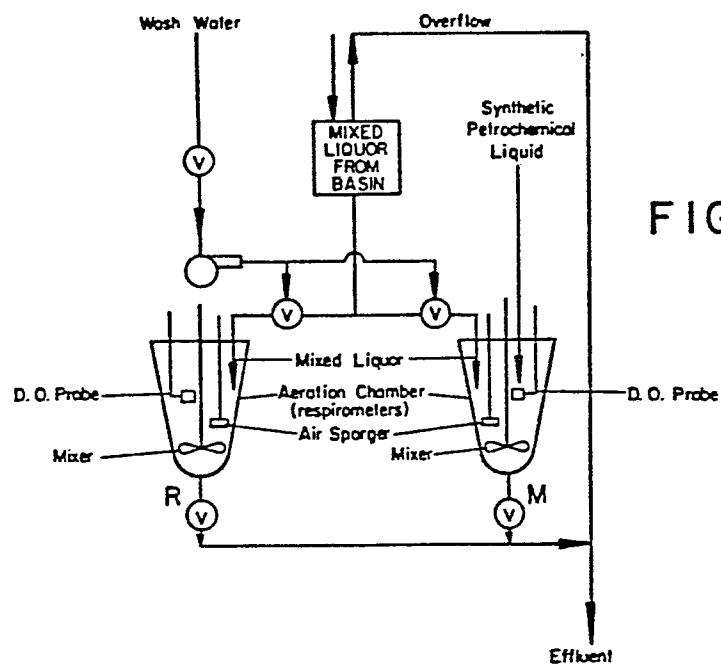 Wash Water
Overflow
Synthetic
Petrochemical
Liquid
MIXED
LIQUOR
FROM
BASIN
V
FIG
V
V
Mixed Liquor
D. O. Probe
Aeration Chamber
(respirometers)
D. O. Probe
Air Sparger
Mixer
Mixer
R
M
V
V
Effluent